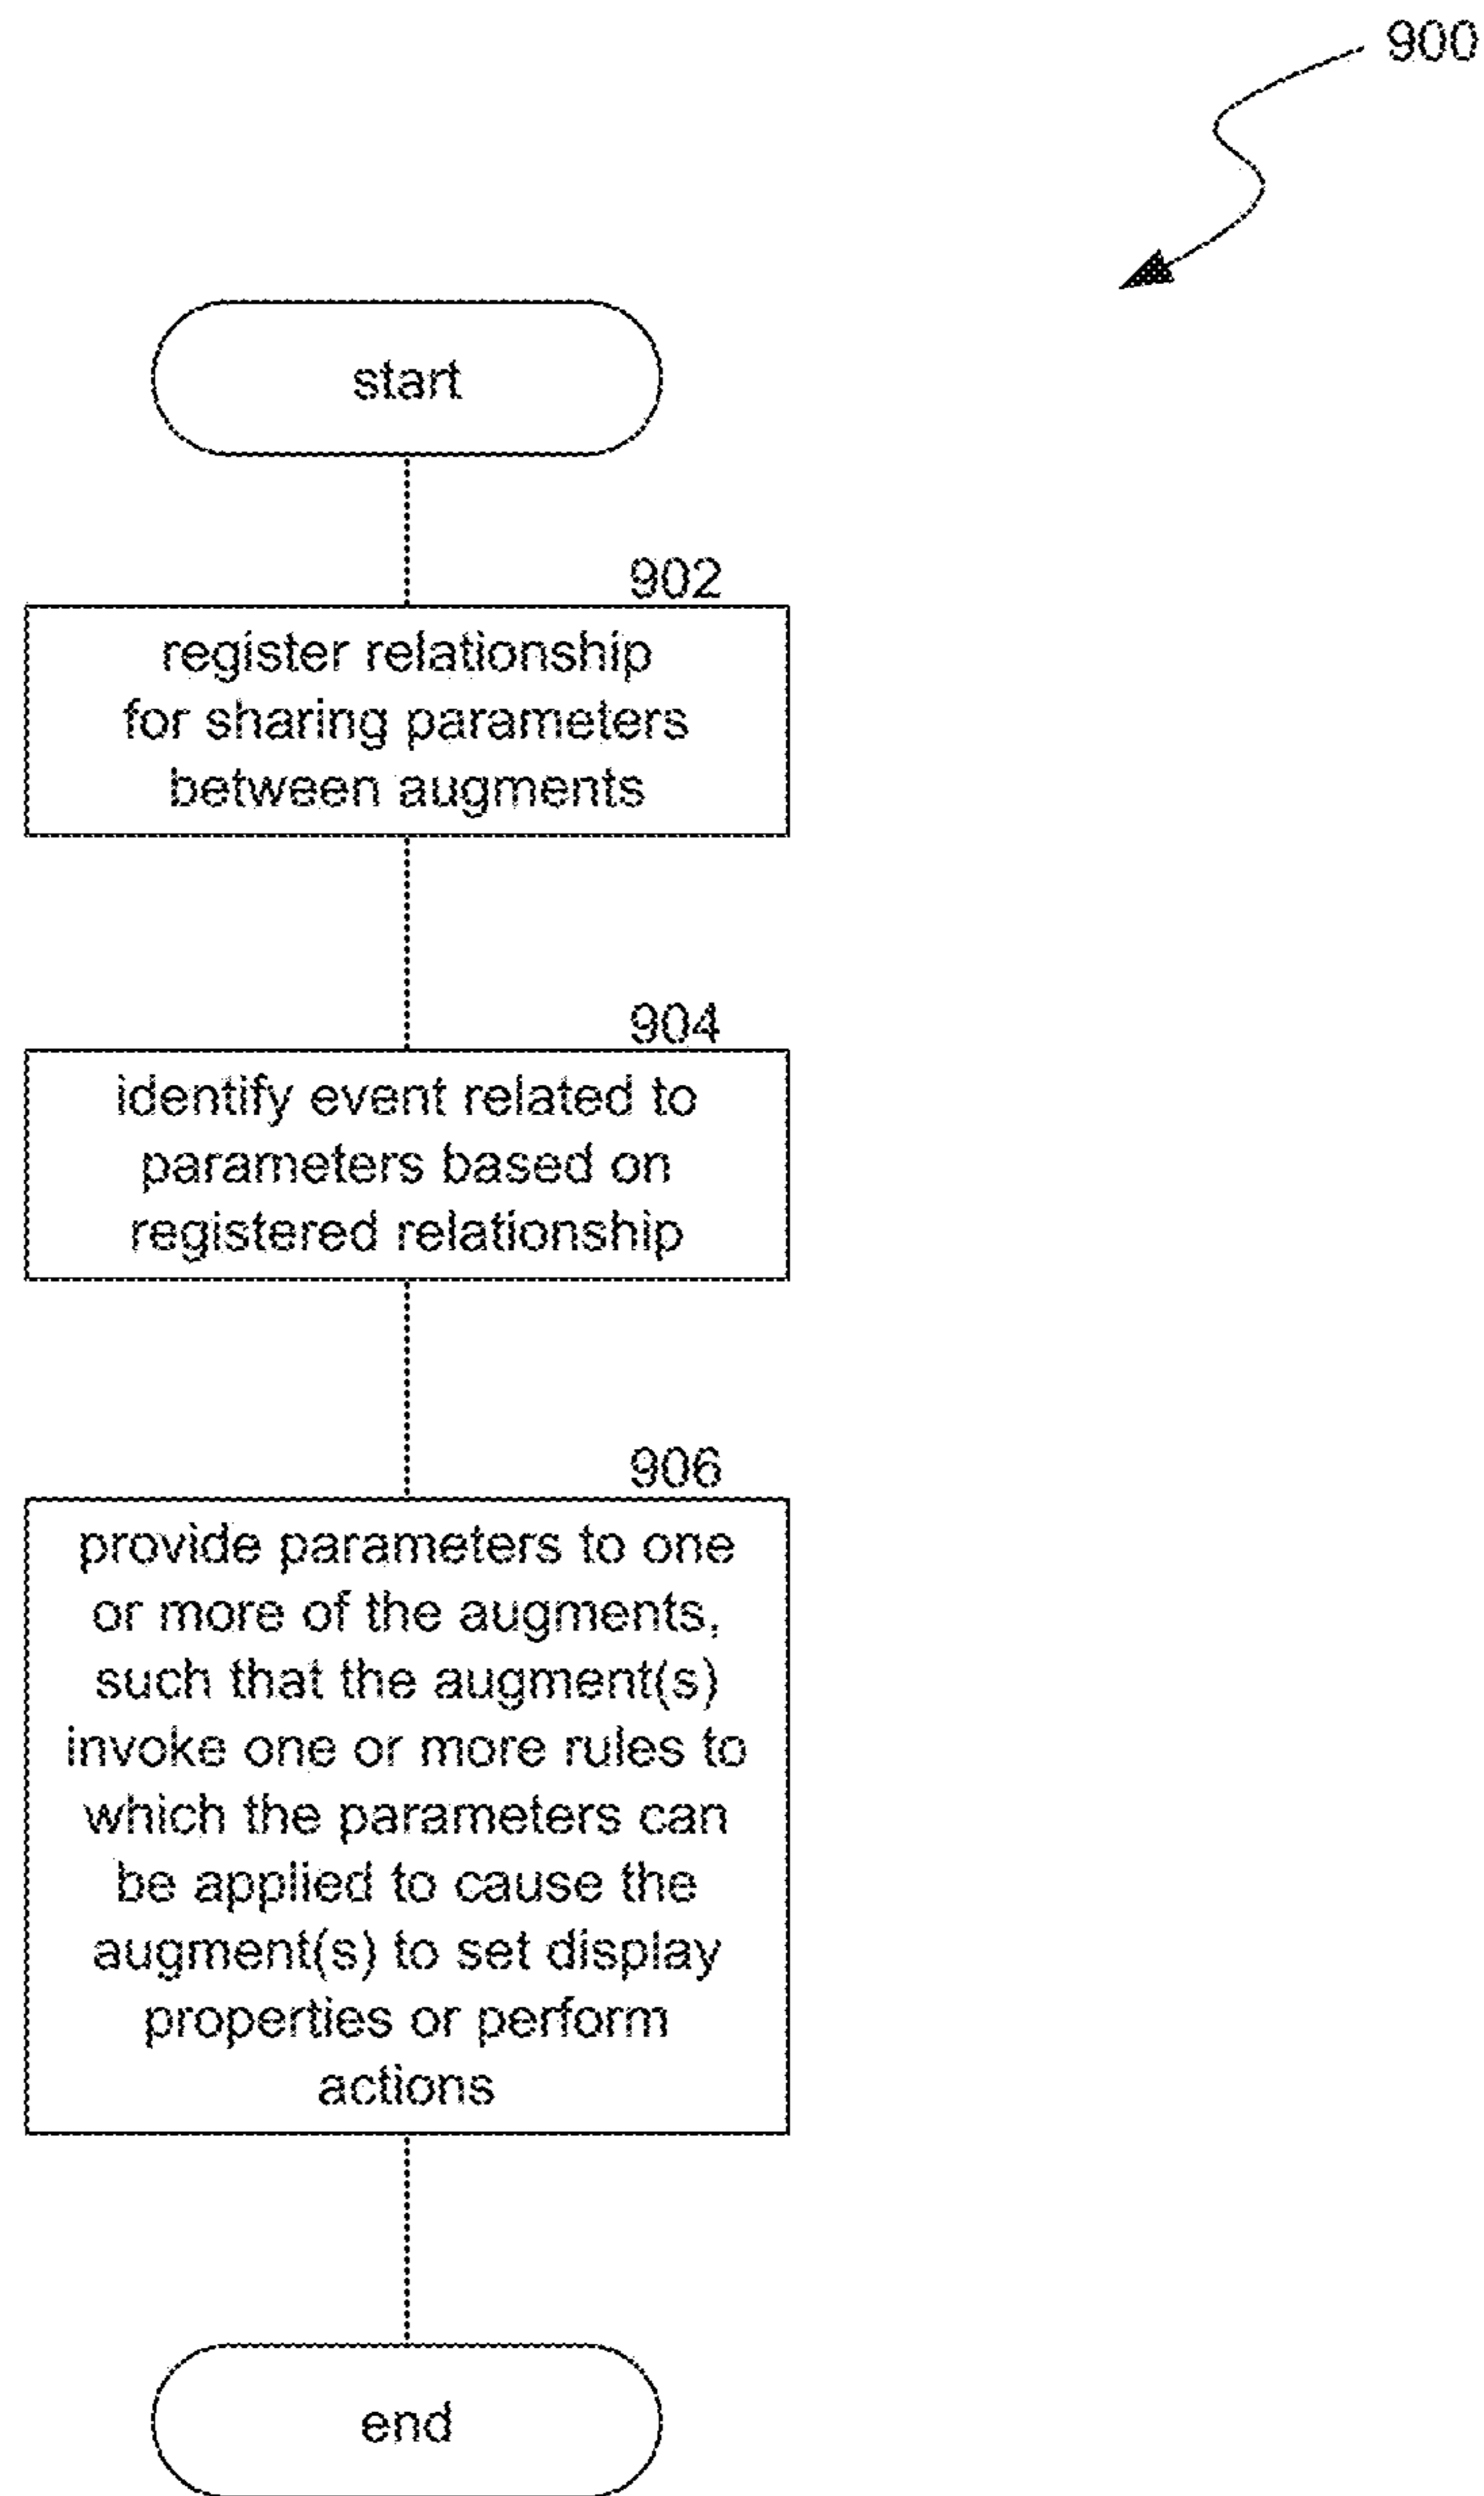 900
start
902
register relationship
for sharing parameters
between augments
904
identify event related to
parameters based on
registered relationship
906
provide parameters to one
or more of the augments,
such that the augment(s)
invoke one or more rules to
which the parameters can
be applied to cause the
augment(s) to set display
properties or perform
actions
end